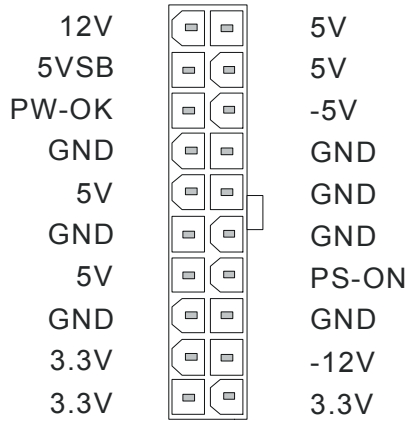 12V 5V
5VSB 5V
PW-OK -5V
GND GND
5V GND
GND GND
5V PS-ON
GND GND
3.3V -12V
3.3V 3.3V